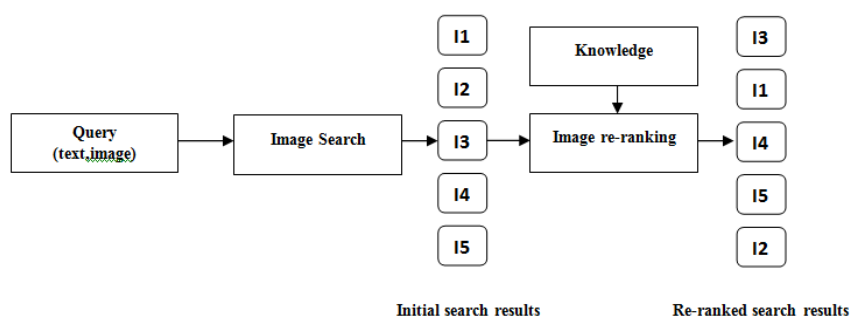 Query
(text,image)
Image Search
I1
I2
I3
I4
I5
Initial search results
Knowledge
Image re-ranking
I3
I1
I4
I5
I2
Re-ranked search results